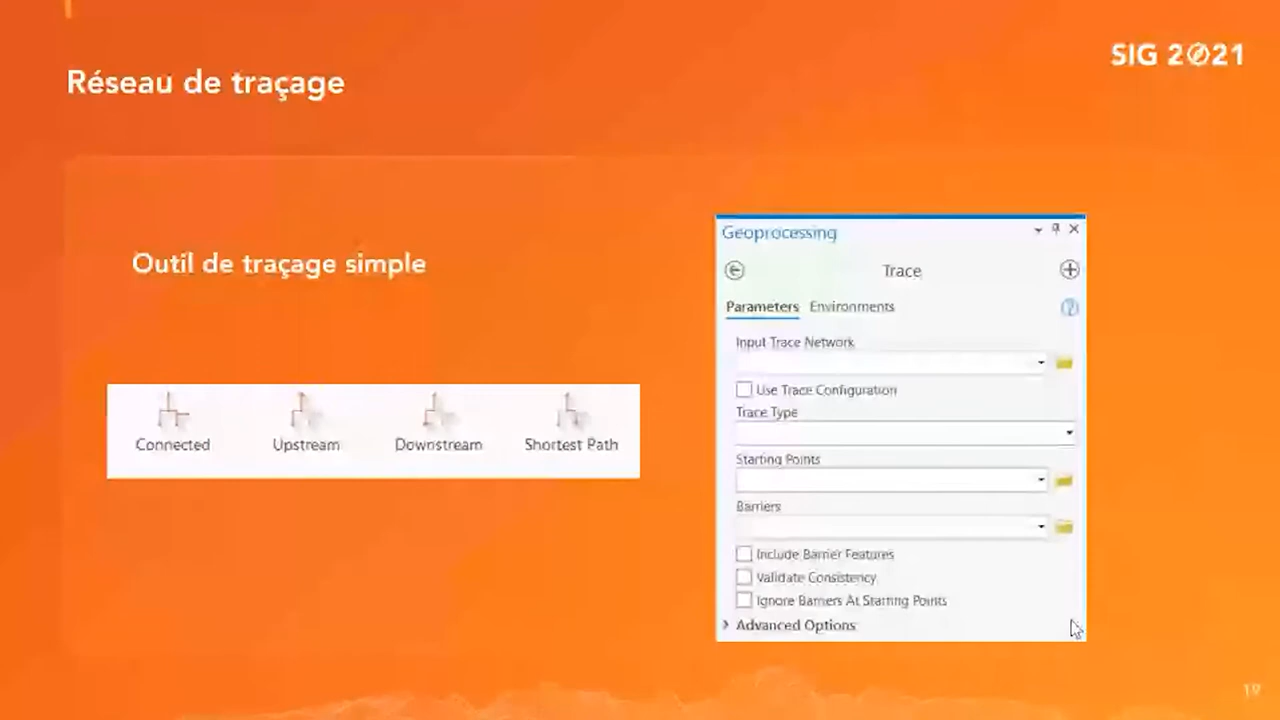 SIG 2021
Réseau de traçage
Outil de traçage simple
Connected Upstream Downstream Shortest Path
Geoprocessing
Trace
Parameters Environments
Input Trace Network
Use Trace Configuration
Trace Type
Starting Points
Barriers
Include Barrier Features
Validate Consistency
Ignore Barriers At Starting Points
Advanced Options
19